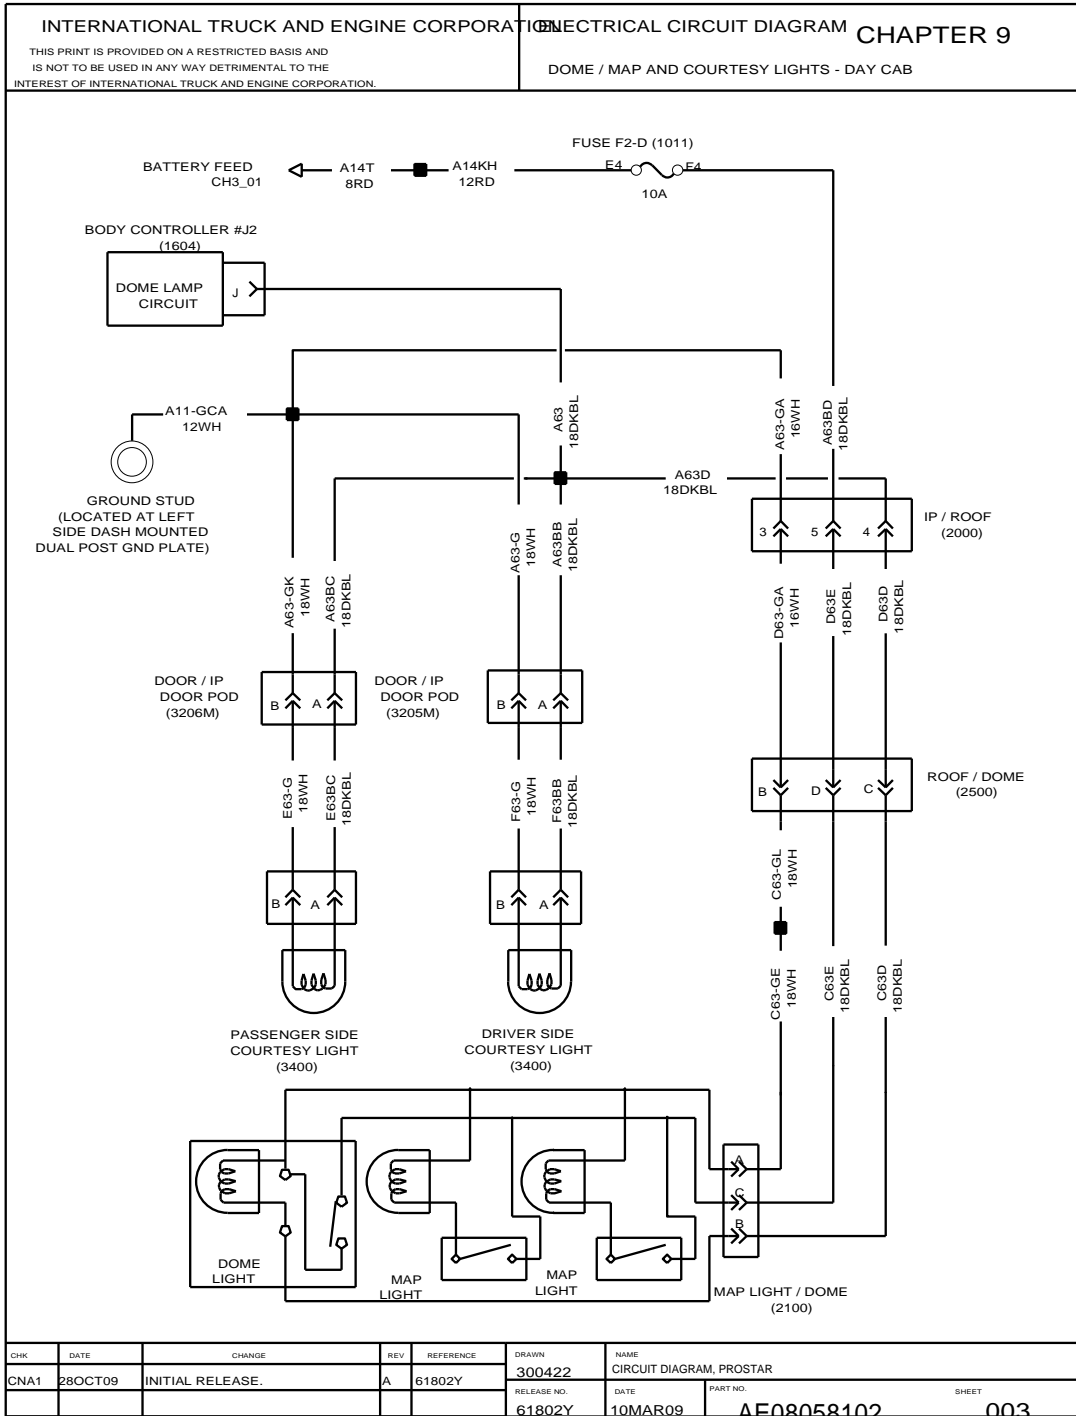 INTERNATIONAL TRUCK AND ENGINE CORPORATION
ELECTRICAL CIRCUIT DIAGRAM
CHAPTER 9
THIS PRINT IS PROVIDED ON A RESTRICTED BASIS AND
IS NOT TO BE USED IN ANY WAY DETRIMENTAL TO THE
INTEREST OF INTERNATIONAL TRUCK AND ENGINE CORPORATION.
DOME / MAP AND COURTESY LIGHTS - DAY CAB
FUSE F2-D (1011)
BATTERY FEED
CH3_01
A14T
8RD
A14KH
12RD
E4
F4
10A
BODY CONTROLLER #J2
(1604)
DOME LAMP
CIRCUIT
J
A11-GCA
12WH
GROUND STUD
(LOCATED AT LEFT
SIDE DASH MOUNTED
DUAL POST GND PLATE)
A63
18DKBL
A63-GA
16WH
A63BD
18DKBL
A63D
18DKBL
3
5
4
IP / ROOF
(2000)
A63-GK
18WH
A63BC
18DKBL
A63-G
18WH
A63BB
18DKBL
D63-GA
16WH
D63E
18DKBL
D63D
18DKBL
DOOR / IP
DOOR POD
(3206M)
B
A
DOOR / IP
DOOR POD
(3205M)
B
A
E63-G
18WH
E63BC
18DKBL
F63-G
18WH
F63BB
18DKBL
B
D
C
ROOF / DOME
(2500)
C63-GL
18WH
B
A
B
A
C63-GE
18WH
C63E
18DKBL
C63D
18DKBL
PASSENGER SIDE
COURTESY LIGHT
(3400)
DRIVER SIDE
COURTESY LIGHT
(3400)
A
C
B
DOME
LIGHT
MAP
LIGHT
MAP
LIGHT
MAP LIGHT / DOME
(2100)
CHK
DATE
CHANGE
REV
REFERENCE
DRAWN
NAME
CNA1
28OCT09
INITIAL RELEASE.
A
61802Y
300422
CIRCUIT DIAGRAM, PROSTAR
RELEASE NO.
DATE
PART NO.
SHEET
61802Y
10MAR09
AE08058102
003